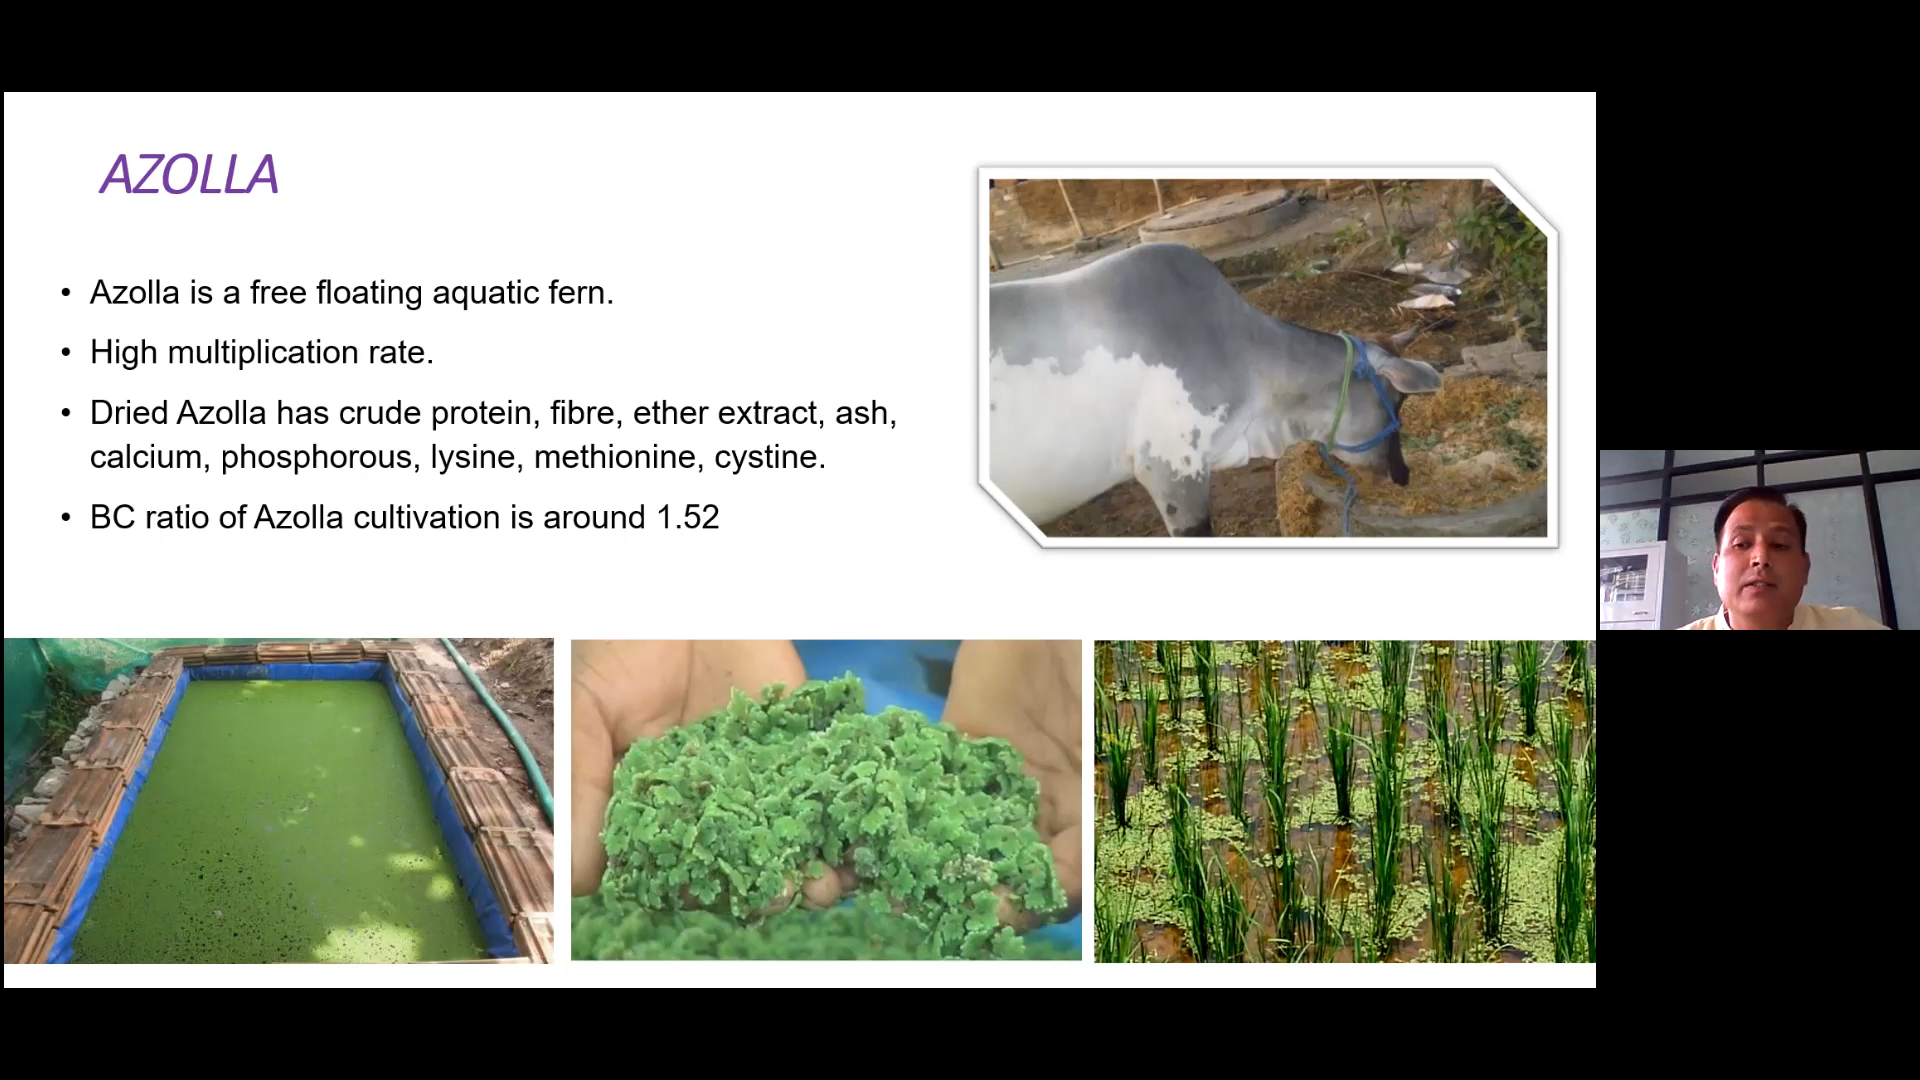 AZOLLA
• Azolla is a free floating aquatic fern.
• High multiplication rate.
• Dried Azolla has crude protein, fibre, ether extract, ash,
calcium, phosphorous, lysine, methionine, cystine.
• BC ratio of Azolla cultivation is around 1.52